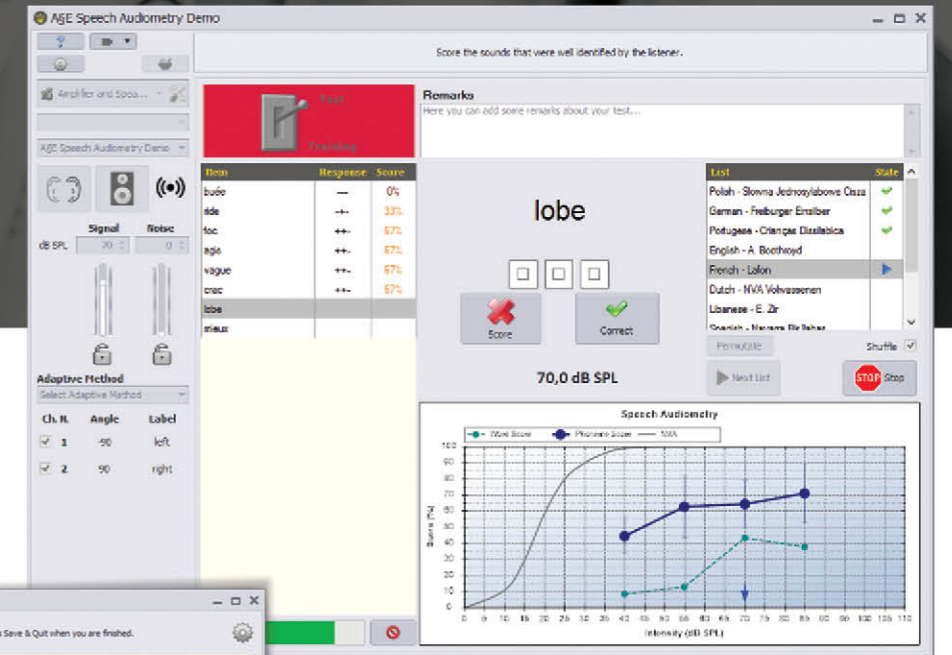 A§E Speech Audiometry Demo
Score the sounds that were well identified by the listener.
Amplifier and Spea...
A§E Speech Audiometry Demo
Signal Noise
dB SPL 70 0
Adaptive Method
Select Adaptive Method
Ch. N. Angle Label
1 -90 left
2 90 right
Test
Training
Remarks
Here you can add some remarks about your test...
Item Response Score
buée --- 0%
ride -+- 33%
foc ++- 67%
agis ++- 67%
vague ++- 67%
crac ++- 67%
lobe
mieux
lobe
Score Correct
70,0 dB SPL
List State
Polish - Slowna Jednosylabowe Cisza
German - Freiburger Einsilber
Portugese - Crianças Dissilabica
English - A. Boothroyd
French - Lafon
Dutch - NVA Volwassenen
Libanese - E. Zir
Spanish - Navarra
Permutate Shuffle
Next List STOP Stop
Speech Audiometry
Word Score Phoneme Score NVA
Score (%)
100
90
80
70
60
50
40
30
20
10
0
0 5 10 15 20 25 30 35 40 45 50 55 60 65 70 75 80 85 90 95 100 105 110
Intensity (dB SPL)
Save & Quit when you are finished.